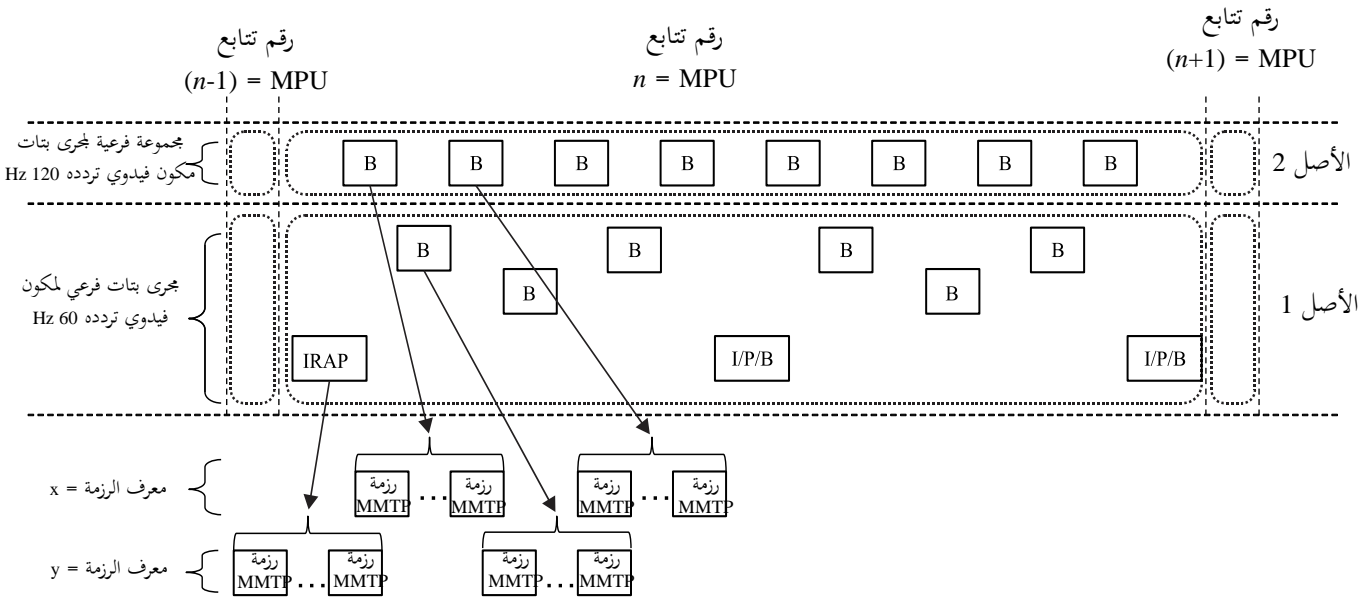 رقم تتابع
(n+1) = MPU
رقم تتابع
n = MPU
رقم تتابع
(n-1) = MPU
الأصل 2
B
B
B
B
B
B
B
B
مجموعة فرعية لمجرى بتات
مكون فيدوي تردده 120 Hz
الأصل 1
B
B
B
B
B
B
IRAP
I/P/B
I/P/B
مجرى بتات فرعي لمكون
فيدوي تردده 60 Hz
معرف الرزمة = x
رزمة
MMTP
...
رزمة
MMTP
رزمة
MMTP
...
رزمة
MMTP
معرف الرزمة = y
رزمة
MMTP
...
رزمة
MMTP
رزمة
MMTP
...
رزمة
MMTP